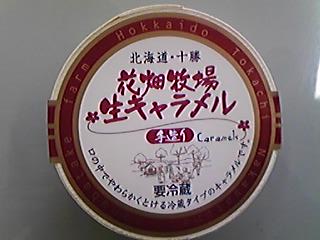 北海道・十勝
花畑牧場
生キャラメル
手造り Caramels
口の中でやわらかくとける冷蔵タイプのキャラメルです。
要冷蔵
farm Hokkaido Tokachi